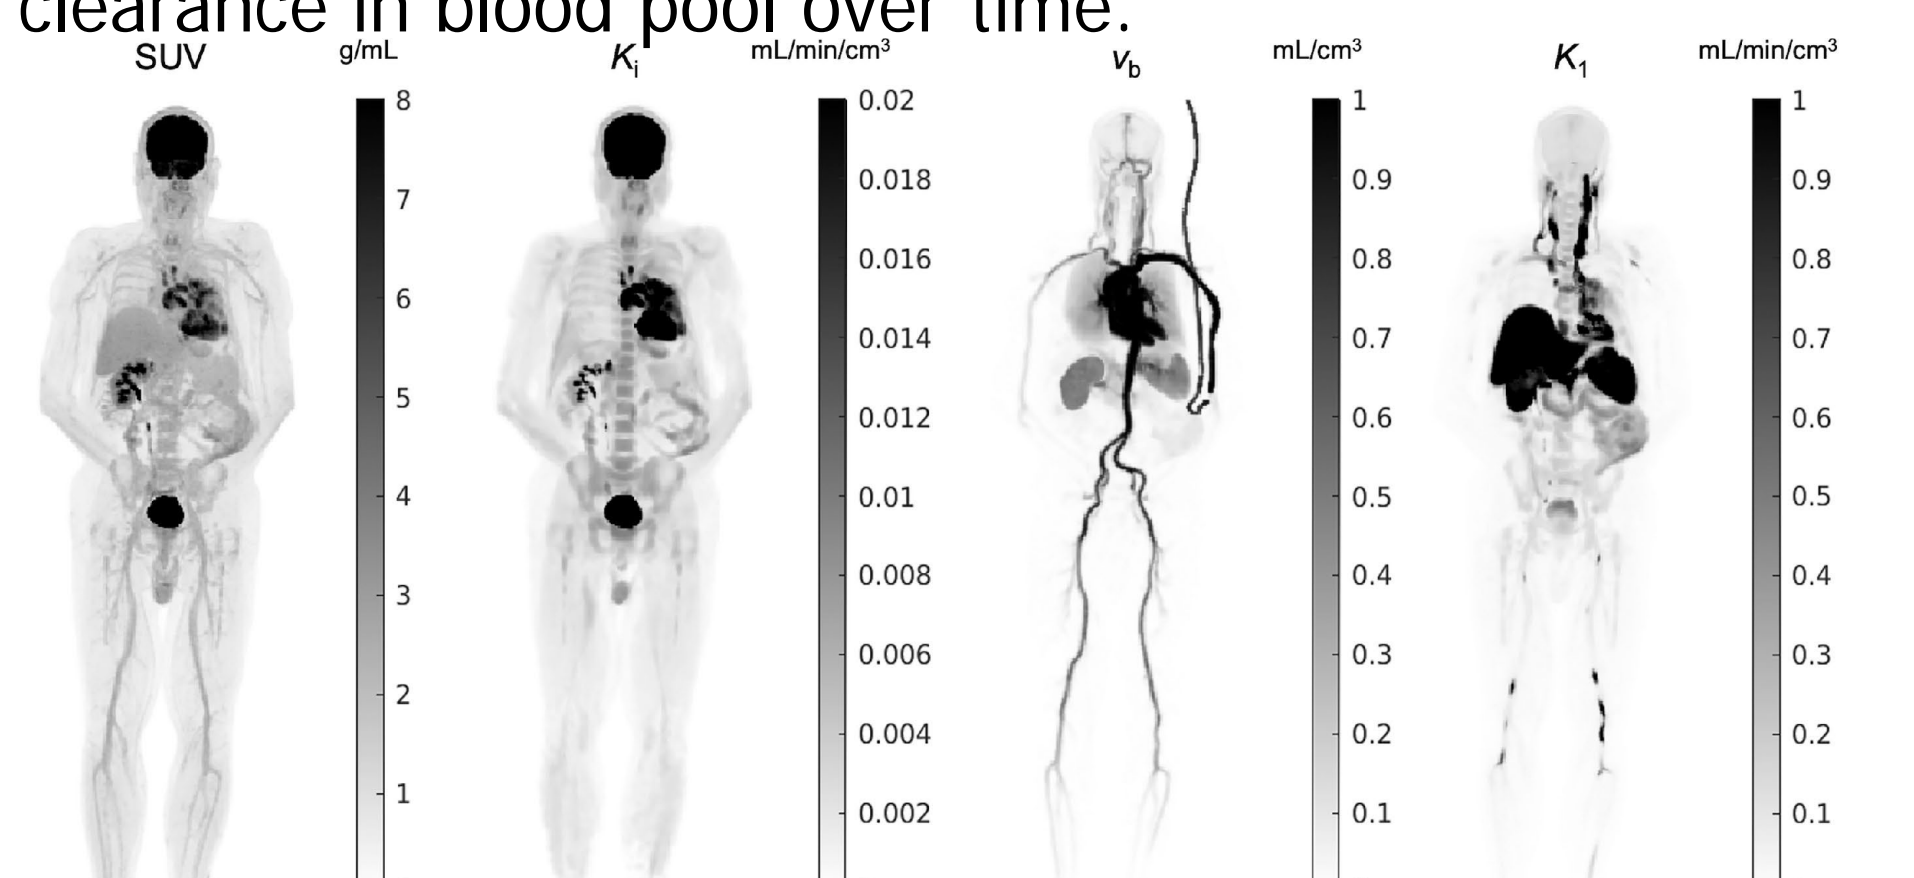 clearance in blood pool over time.
SUV g/mL Ki mL/min/cm³ vb mL/cm³ K1 mL/min/cm³
8 0.02 1 1
0.018 0.9 0.9
7
0.016 0.8 0.8
6
0.014 0.7 0.7
5
0.012 0.6 0.6
4 0.01 0.5 0.5
3 0.008 0.4 0.4
2 0.006 0.3 0.3
0.004 0.2 0.2
1 0.002 0.1 0.1